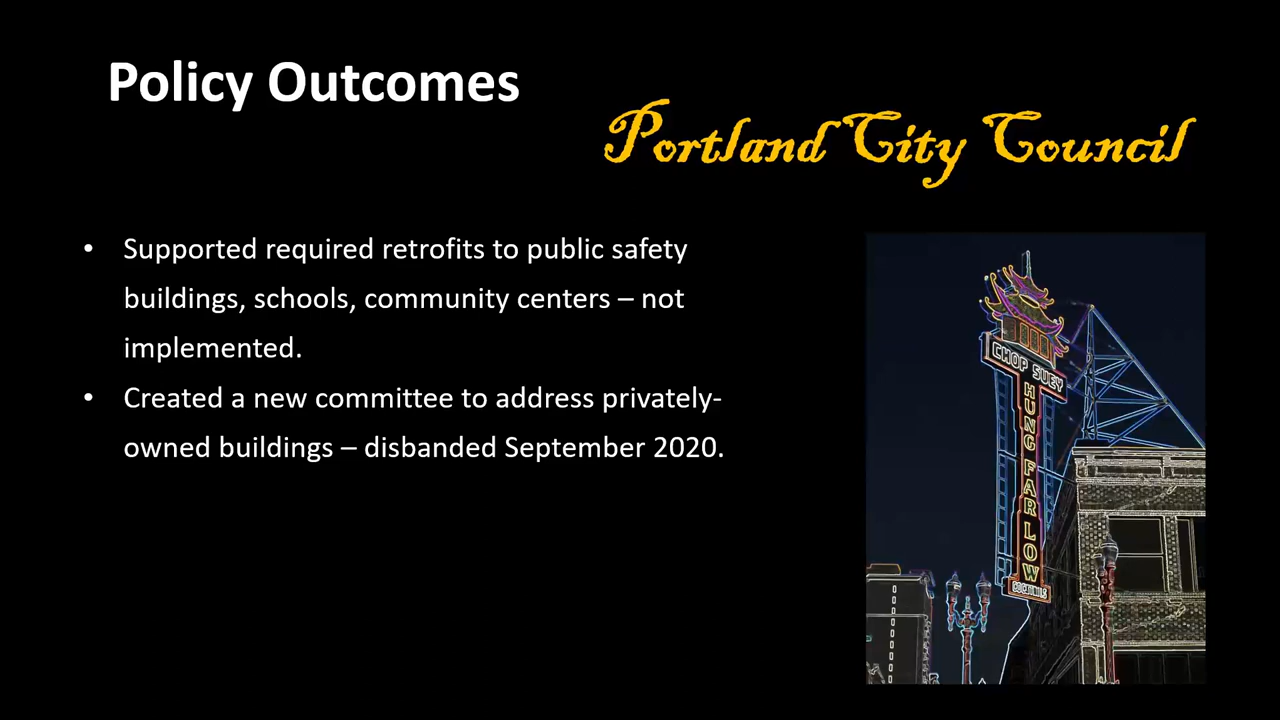 Policy Outcomes
Portland City Council
• Supported required retrofits to public safety
buildings, schools, community centers – not
implemented.
• Created a new committee to address privately-
owned buildings – disbanded September 2020.
CHOP SUEY
HUNG FAR LOW
COCKTAILS